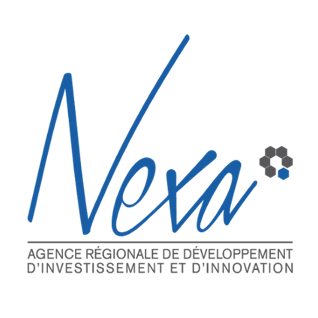 Nexa
AGENCE RÉGIONALE DE DÉVELOPPEMENT
D'INVESTISSEMENT ET D'INNOVATION